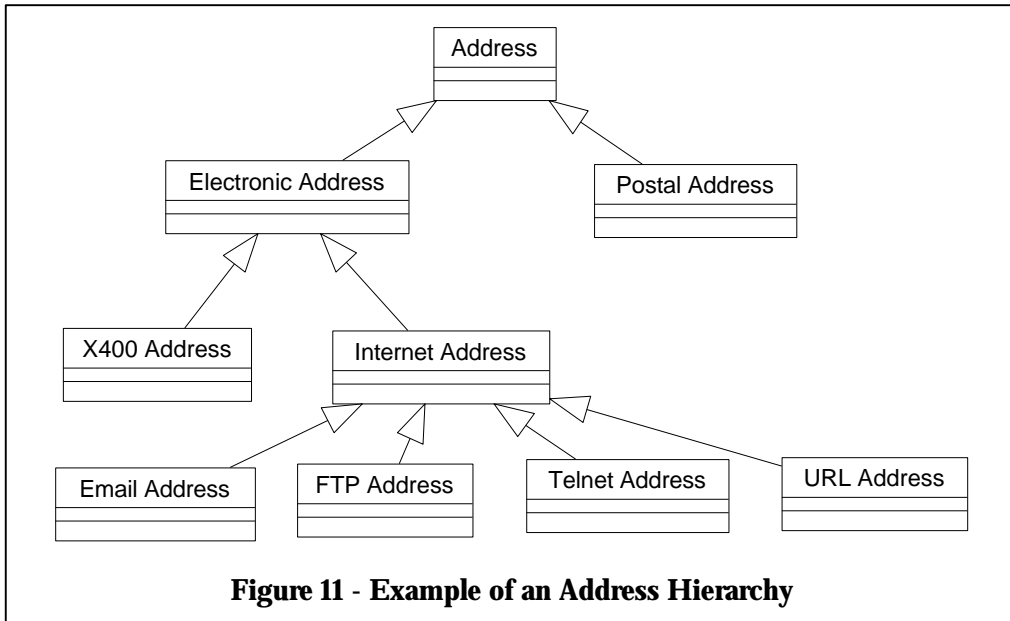 Address
Electronic Address
Postal Address
X400 Address
Internet Address
Email Address
FTP Address
Telnet Address
URL Address
Figure 11 - Example of an Address Hierarchy